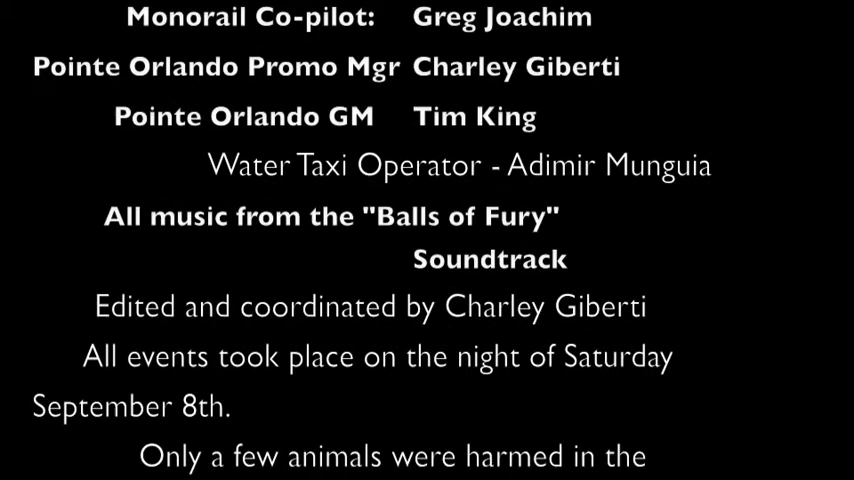 Monorail Co-pilot: Greg Joachim
Pointe Orlando Promo Mgr Charley Giberti
Pointe Orlando GM Tim King
Water Taxi Operator - Adimir Munguia
All music from the "Balls of Fury"
Soundtrack
Edited and coordinated by Charley Giberti
All events took place on the night of Saturday
September 8th.
Only a few animals were harmed in the